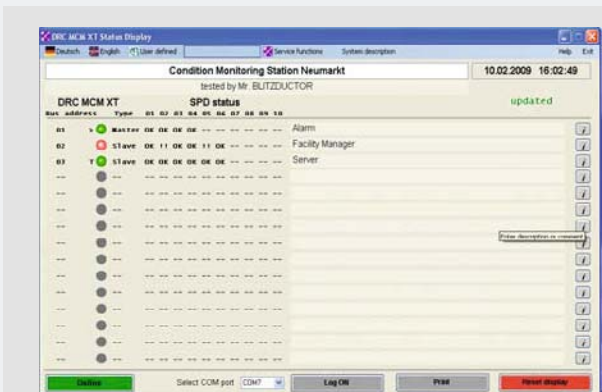 DRC MCM XT Status Display
Deutsch English User defined Service functions System description Help Exit
Condition Monitoring Station Neumarkt 10.02.2009 16:02:49
tested by Mr. BLITZDUCTOR
DRC MCM XT SPD status updated
Bus address Type 01 02 03 04 05 06 07 08 09 10
01 > Master OK OK OK OK -- -- -- -- -- -- Alarm i
02 Slave OK !! OK OK !! OK -- -- -- -- Facility Manager i
03 T Slave OK OK OK OK OK OK -- -- -- -- Server i
-- -- -- -- -- -- -- -- -- -- -- -- i
-- -- -- -- -- -- -- -- -- -- -- -- i
-- -- -- -- -- -- -- -- -- -- -- -- i
-- -- -- -- -- -- -- -- -- -- -- -- i
Enter description or comment
-- -- -- -- -- -- -- -- -- -- -- -- i
-- -- -- -- -- -- -- -- -- -- -- -- i
-- -- -- -- -- -- -- -- -- -- -- -- i
-- -- -- -- -- -- -- -- -- -- -- -- i
-- -- -- -- -- -- -- -- -- -- -- -- i
-- -- -- -- -- -- -- -- -- -- -- -- i
-- -- -- -- -- -- -- -- -- -- -- -- i
-- -- -- -- -- -- -- -- -- -- -- -- i
Online Select COM port COM7 Log ON Print Reset display